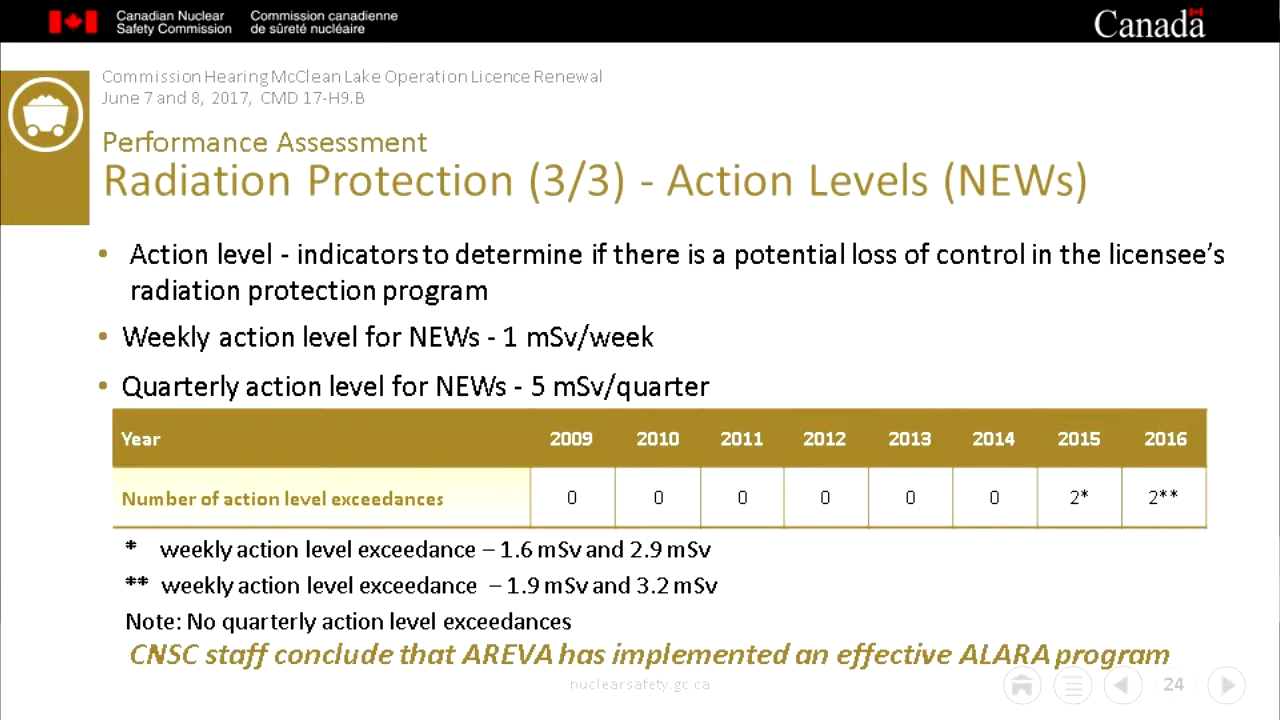 Canadian Nuclear Safety Commission
Commission canadienne de sûreté nucléaire
Canada
Commission Hearing McClean Lake Operation Licence Renewal
June 7 and 8, 2017, CMD 17-H9.B
Performance Assessment
Radiation Protection (3/3) - Action Levels (NEWs)
• Action level - indicators to determine if there is a potential loss of control in the licensee's
radiation protection program
• Weekly action level for NEWs - 1 mSv/week
• Quarterly action level for NEWs - 5 mSv/quarter
Year 2009 2010 2011 2012 2013 2014 2015 2016
Number of action level exceedances 0 0 0 0 0 0 2* 2**
* weekly action level exceedance – 1.6 mSv and 2.9 mSv
** weekly action level exceedance – 1.9 mSv and 3.2 mSv
Note: No quarterly action level exceedances
CNSC staff conclude that AREVA has implemented an effective ALARA program
nuclearsafety.gc.ca
24